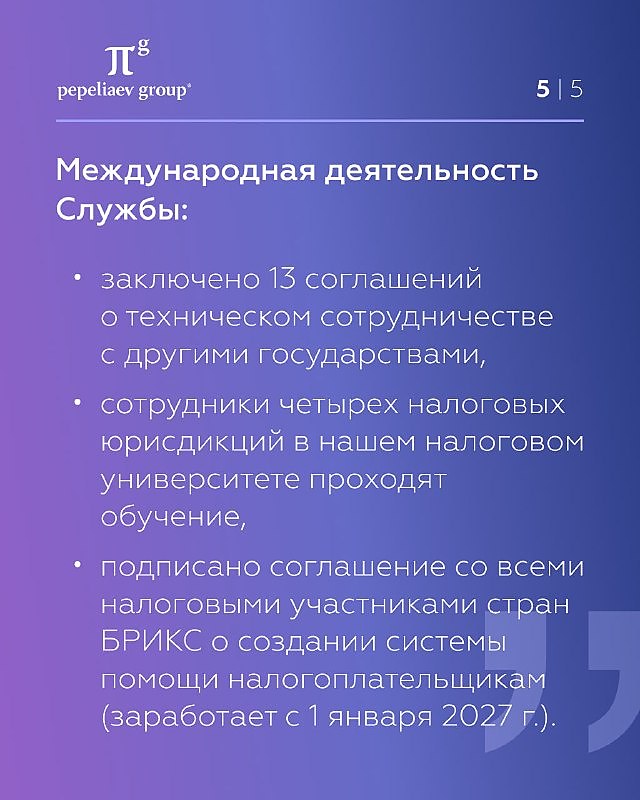 πg
pepeliaev group®
5 | 5
Международная деятельность
Службы:
• заключено 13 соглашений
о техническом сотрудничестве
с другими государствами,
• сотрудники четырех налоговых
юрисдикций в нашем налоговом
университете проходят
обучение,
• подписано соглашение со всеми
налоговыми участниками стран
БРИКС о создании системы
помощи налогоплательщикам
(заработает с 1 января 2027 г.).